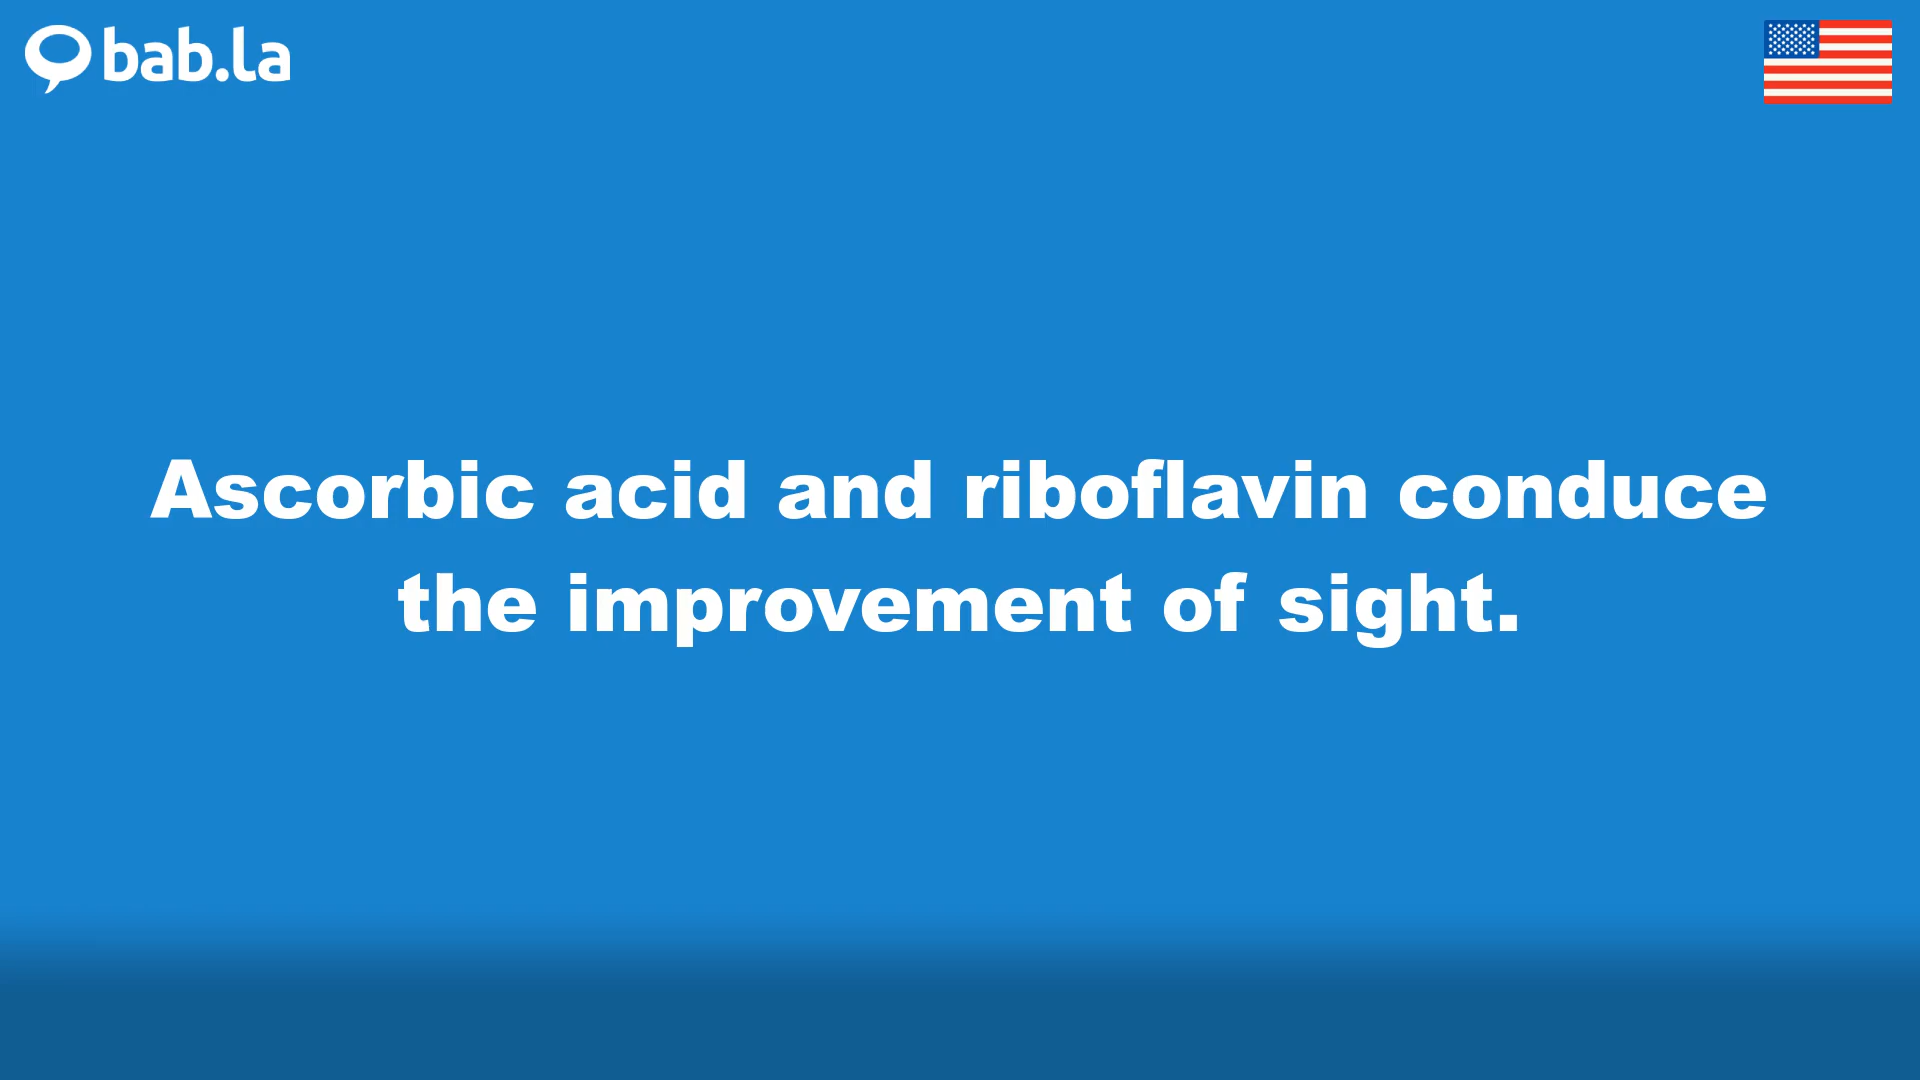 bab.la
Ascorbic acid and riboflavin conduce
the improvement of sight.